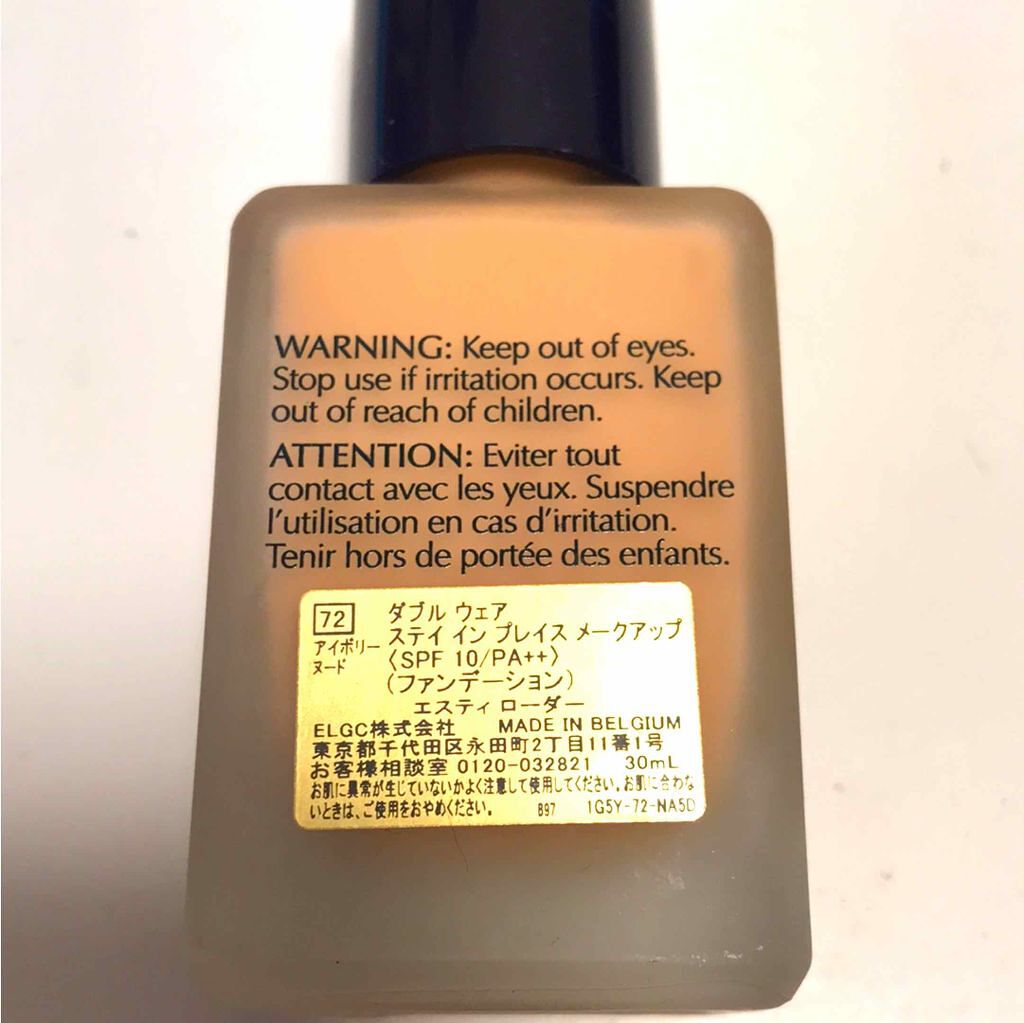 WARNING: Keep out of eyes.
Stop use if irritation occurs. Keep
out of reach of children.
ATTENTION: Eviter tout
contact avec les yeux. Suspendre
l'utilisation en cas d'irritation.
Tenir hors de portée des enfants.
72 ダブル ウェア
アイボリー ステイ イン プレイス メークアップ
ヌード 〈SPF 10/PA++〉
(ファンデーション)
エスティ ローダー
ELGC株式会社 MADE IN BELGIUM
東京都千代田区永田町2丁目11番1号
お客様相談室 0120-032821 30mL
お肌に異常が生じていないかよく注意して使用してください。お肌に合わな
いときは、ご使用をおやめください。 B97 1G5Y-72-NA5D